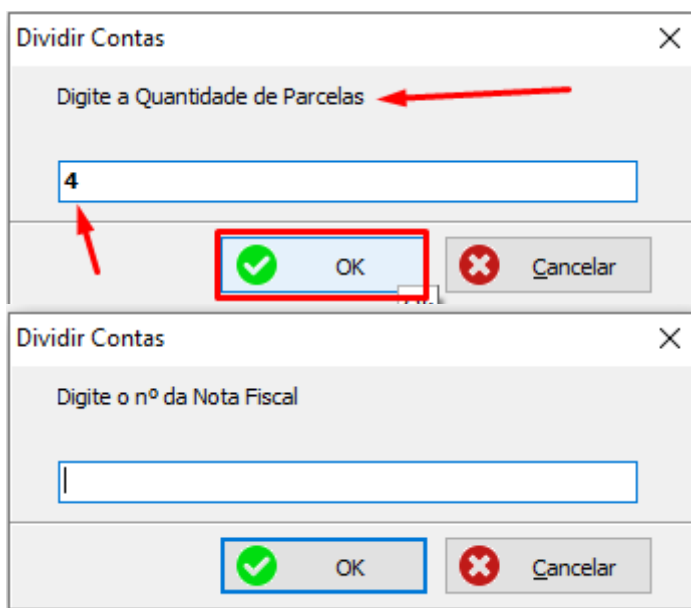 Dividir Contas
Digite a Quantidade de Parcelas
4
OK
Cancelar
Dividir Contas
Digite o nº da Nota Fiscal
OK
Cancelar